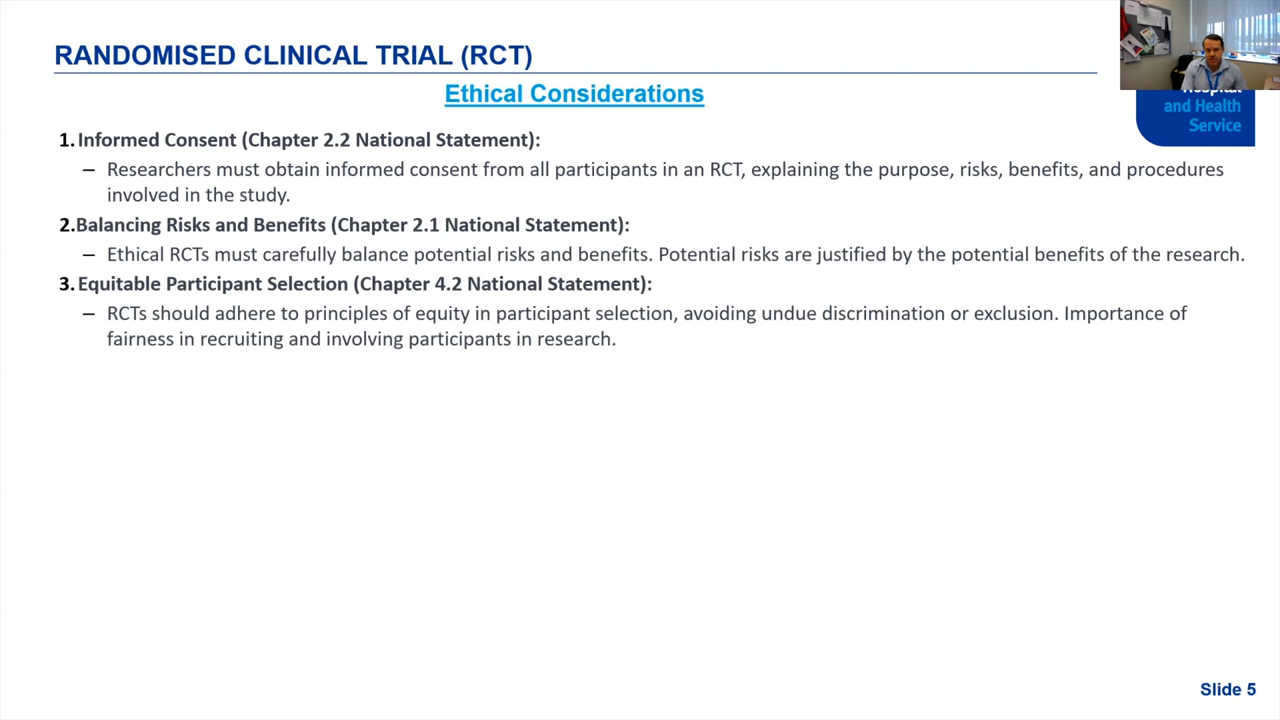 RANDOMISED CLINICAL TRIAL (RCT)
Ethical Considerations
Hospital
and Health
Service
1. Informed Consent (Chapter 2.2 National Statement):
– Researchers must obtain informed consent from all participants in an RCT, explaining the purpose, risks, benefits, and procedures
involved in the study.
2. Balancing Risks and Benefits (Chapter 2.1 National Statement):
– Ethical RCTs must carefully balance potential risks and benefits. Potential risks are justified by the potential benefits of the research.
3. Equitable Participant Selection (Chapter 4.2 National Statement):
– RCTs should adhere to principles of equity in participant selection, avoiding undue discrimination or exclusion. Importance of
fairness in recruiting and involving participants in research.
Slide 5